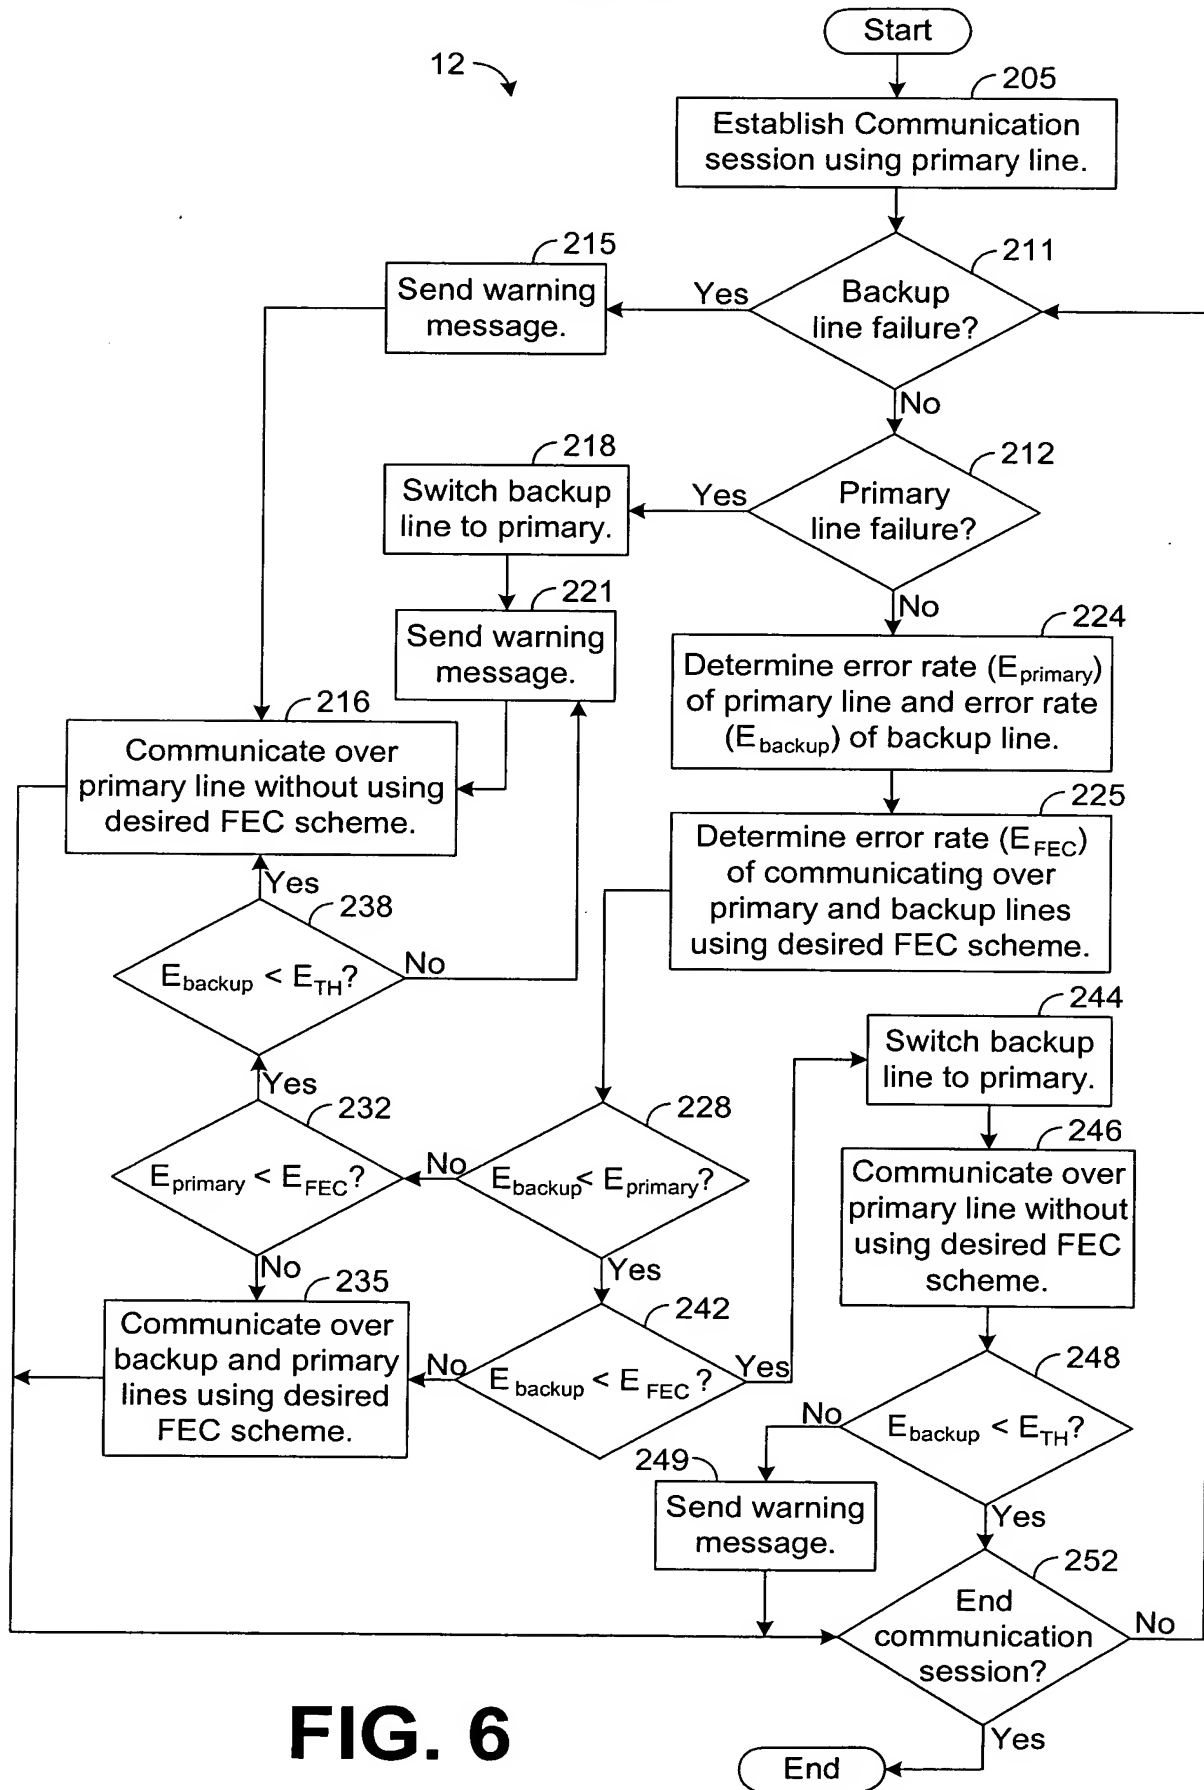 Start
12
205
Establish Communication
session using primary line.
215
Send warning
message.
Yes
211
Backup
line failure?
No
218
Switch backup
line to primary.
Yes
212
Primary
line failure?
No
221
Send warning
message.
224
Determine error rate (Eprimary)
of primary line and error rate
(Ebackup) of backup line.
216
Communicate over
primary line without using
desired FEC scheme.
225
Determine error rate (EFEC)
of communicating over
primary and backup lines
using desired FEC scheme.
Yes
238
Ebackup < ETH?
No
244
Switch backup
line to primary.
Yes
232
Eprimary < EFEC?
No
228
Ebackup < Eprimary?
246
Communicate over
primary line without
using desired FEC
scheme.
No
Yes
235
Communicate over
backup and primary
lines using desired
FEC scheme.
No
242
Ebackup < EFEC ?
Yes
248
Ebackup < ETH?
No
249
Send warning
message.
Yes
252
End
communication
session?
No
Yes
End
FIG. 6